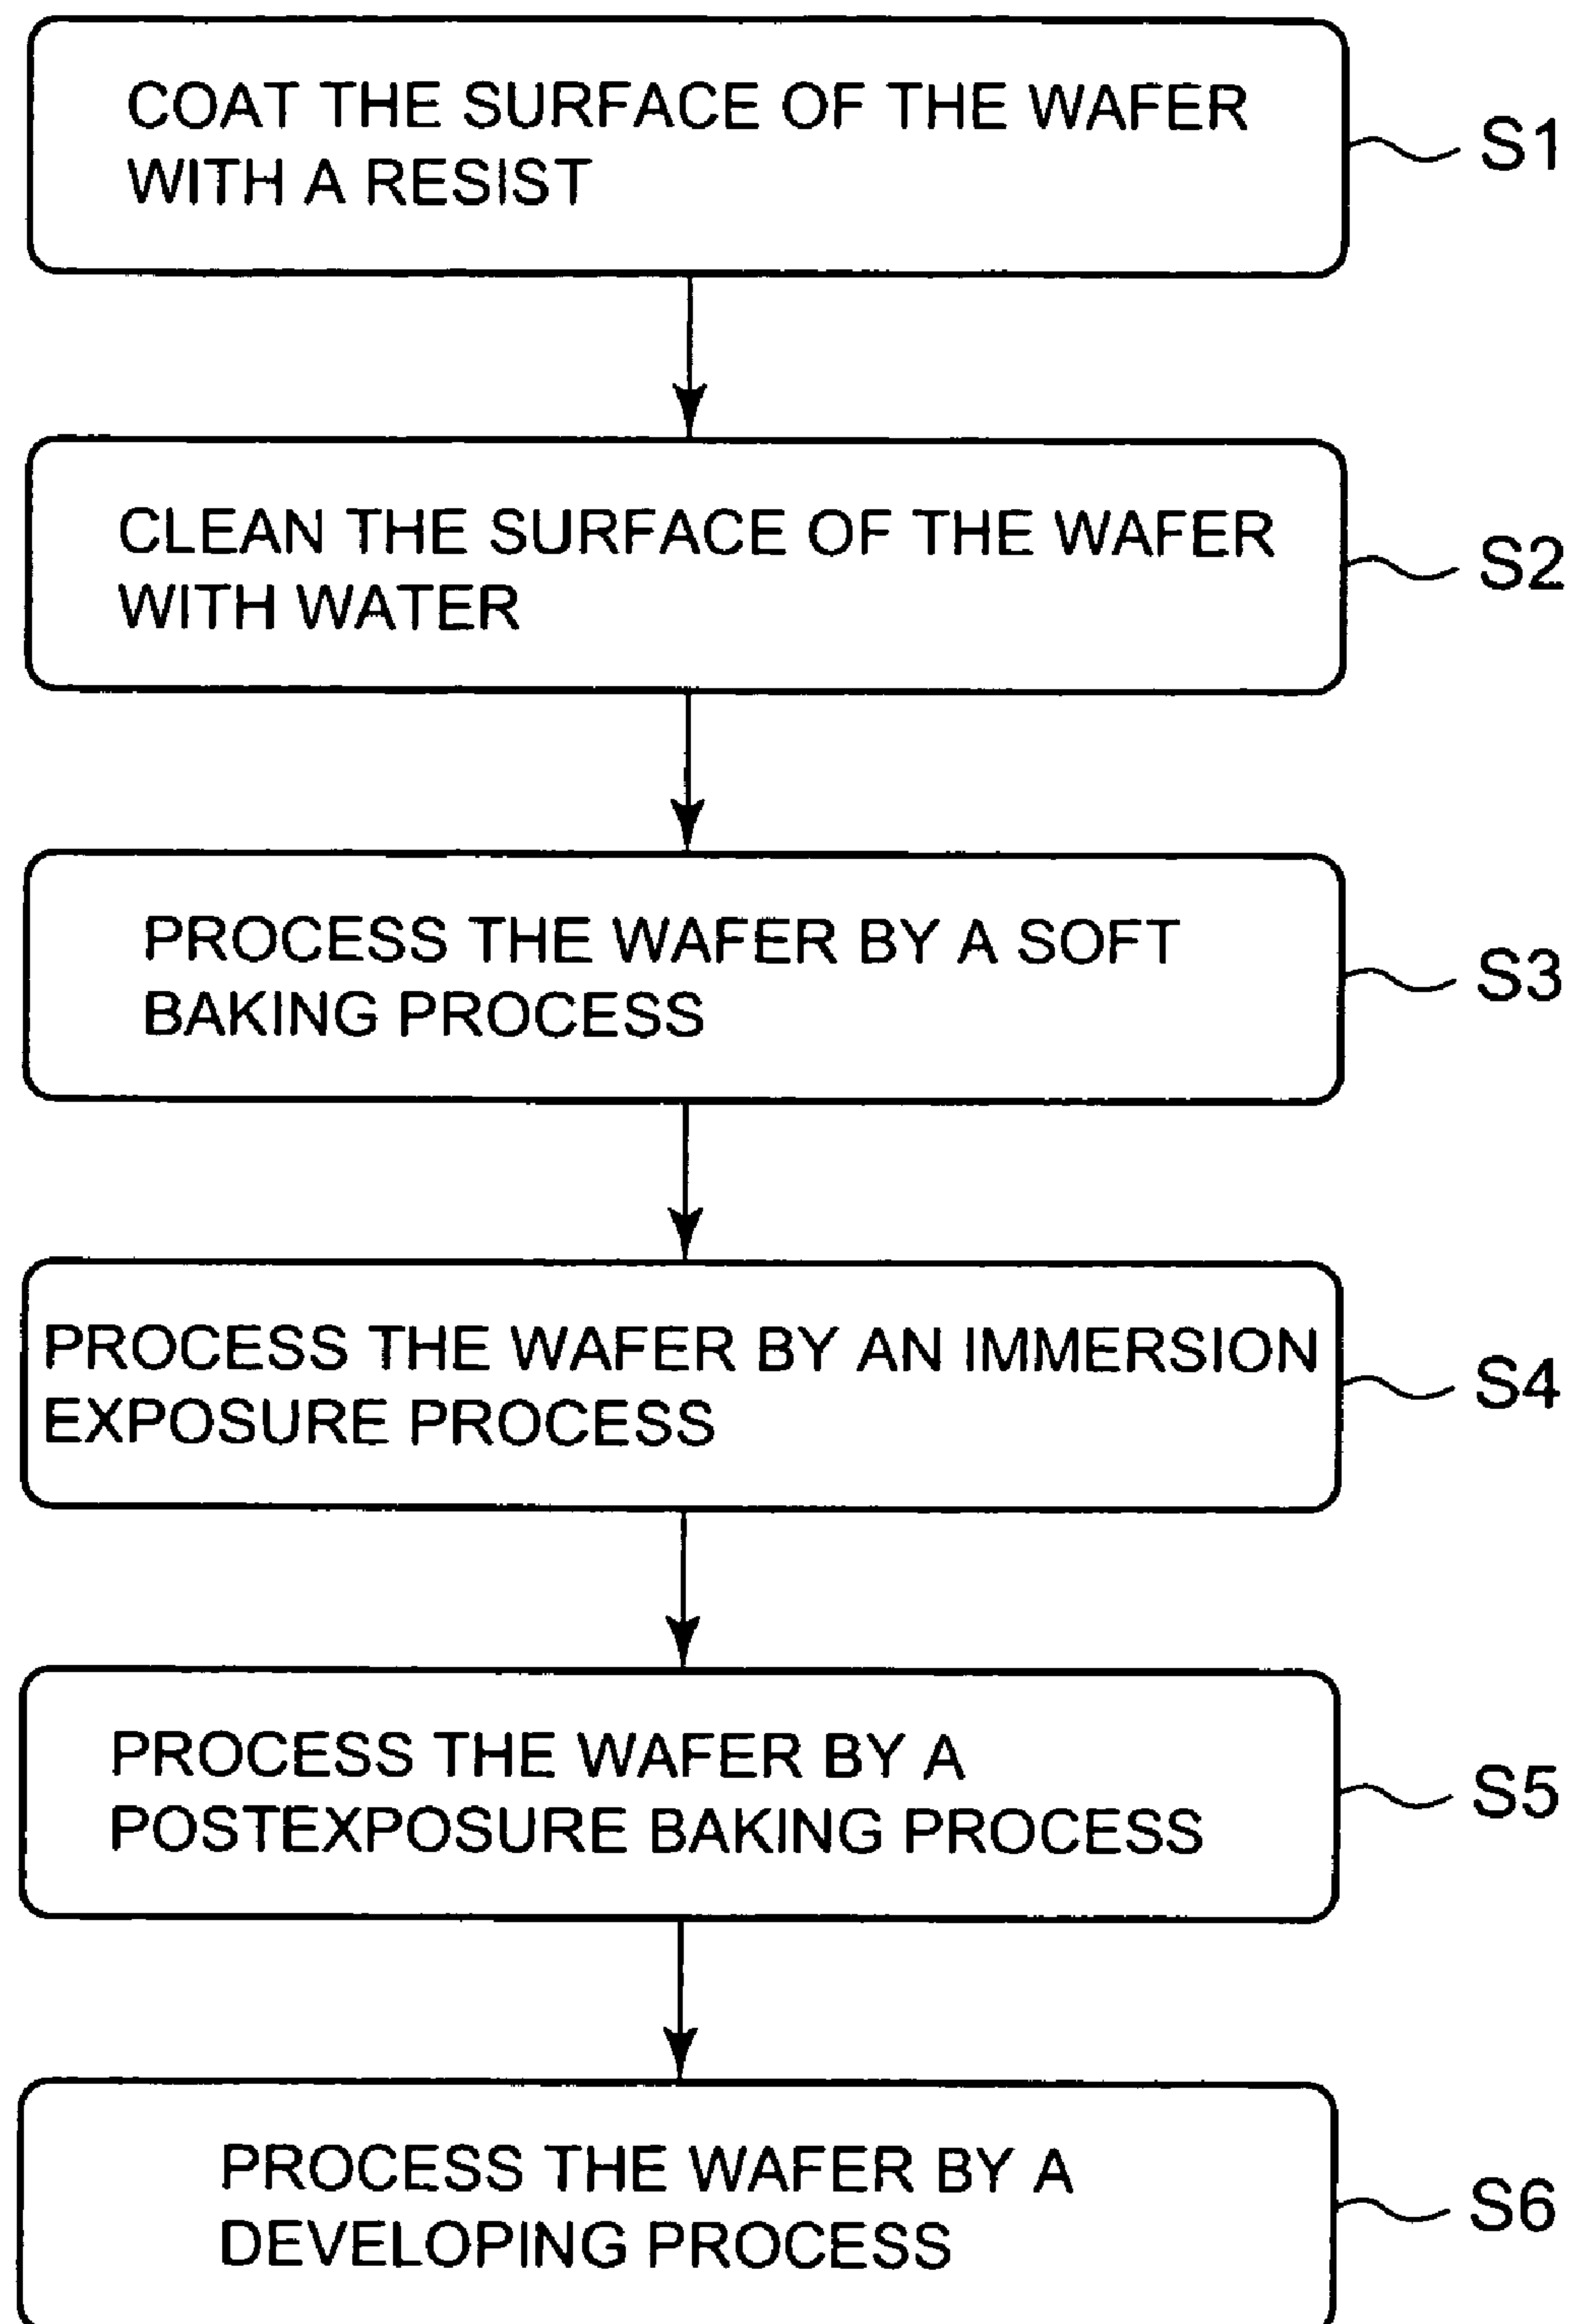 COAT THE SURFACE OF THE WAFER
WITH A RESIST
S1
CLEAN THE SURFACE OF THE WAFER
WITH WATER
S2
PROCESS THE WAFER BY A SOFT
BAKING PROCESS
S3
PROCESS THE WAFER BY AN IMMERSION
EXPOSURE PROCESS
S4
PROCESS THE WAFER BY A
POSTEXPOSURE BAKING PROCESS
S5
PROCESS THE WAFER BY A
DEVELOPING PROCESS
S6